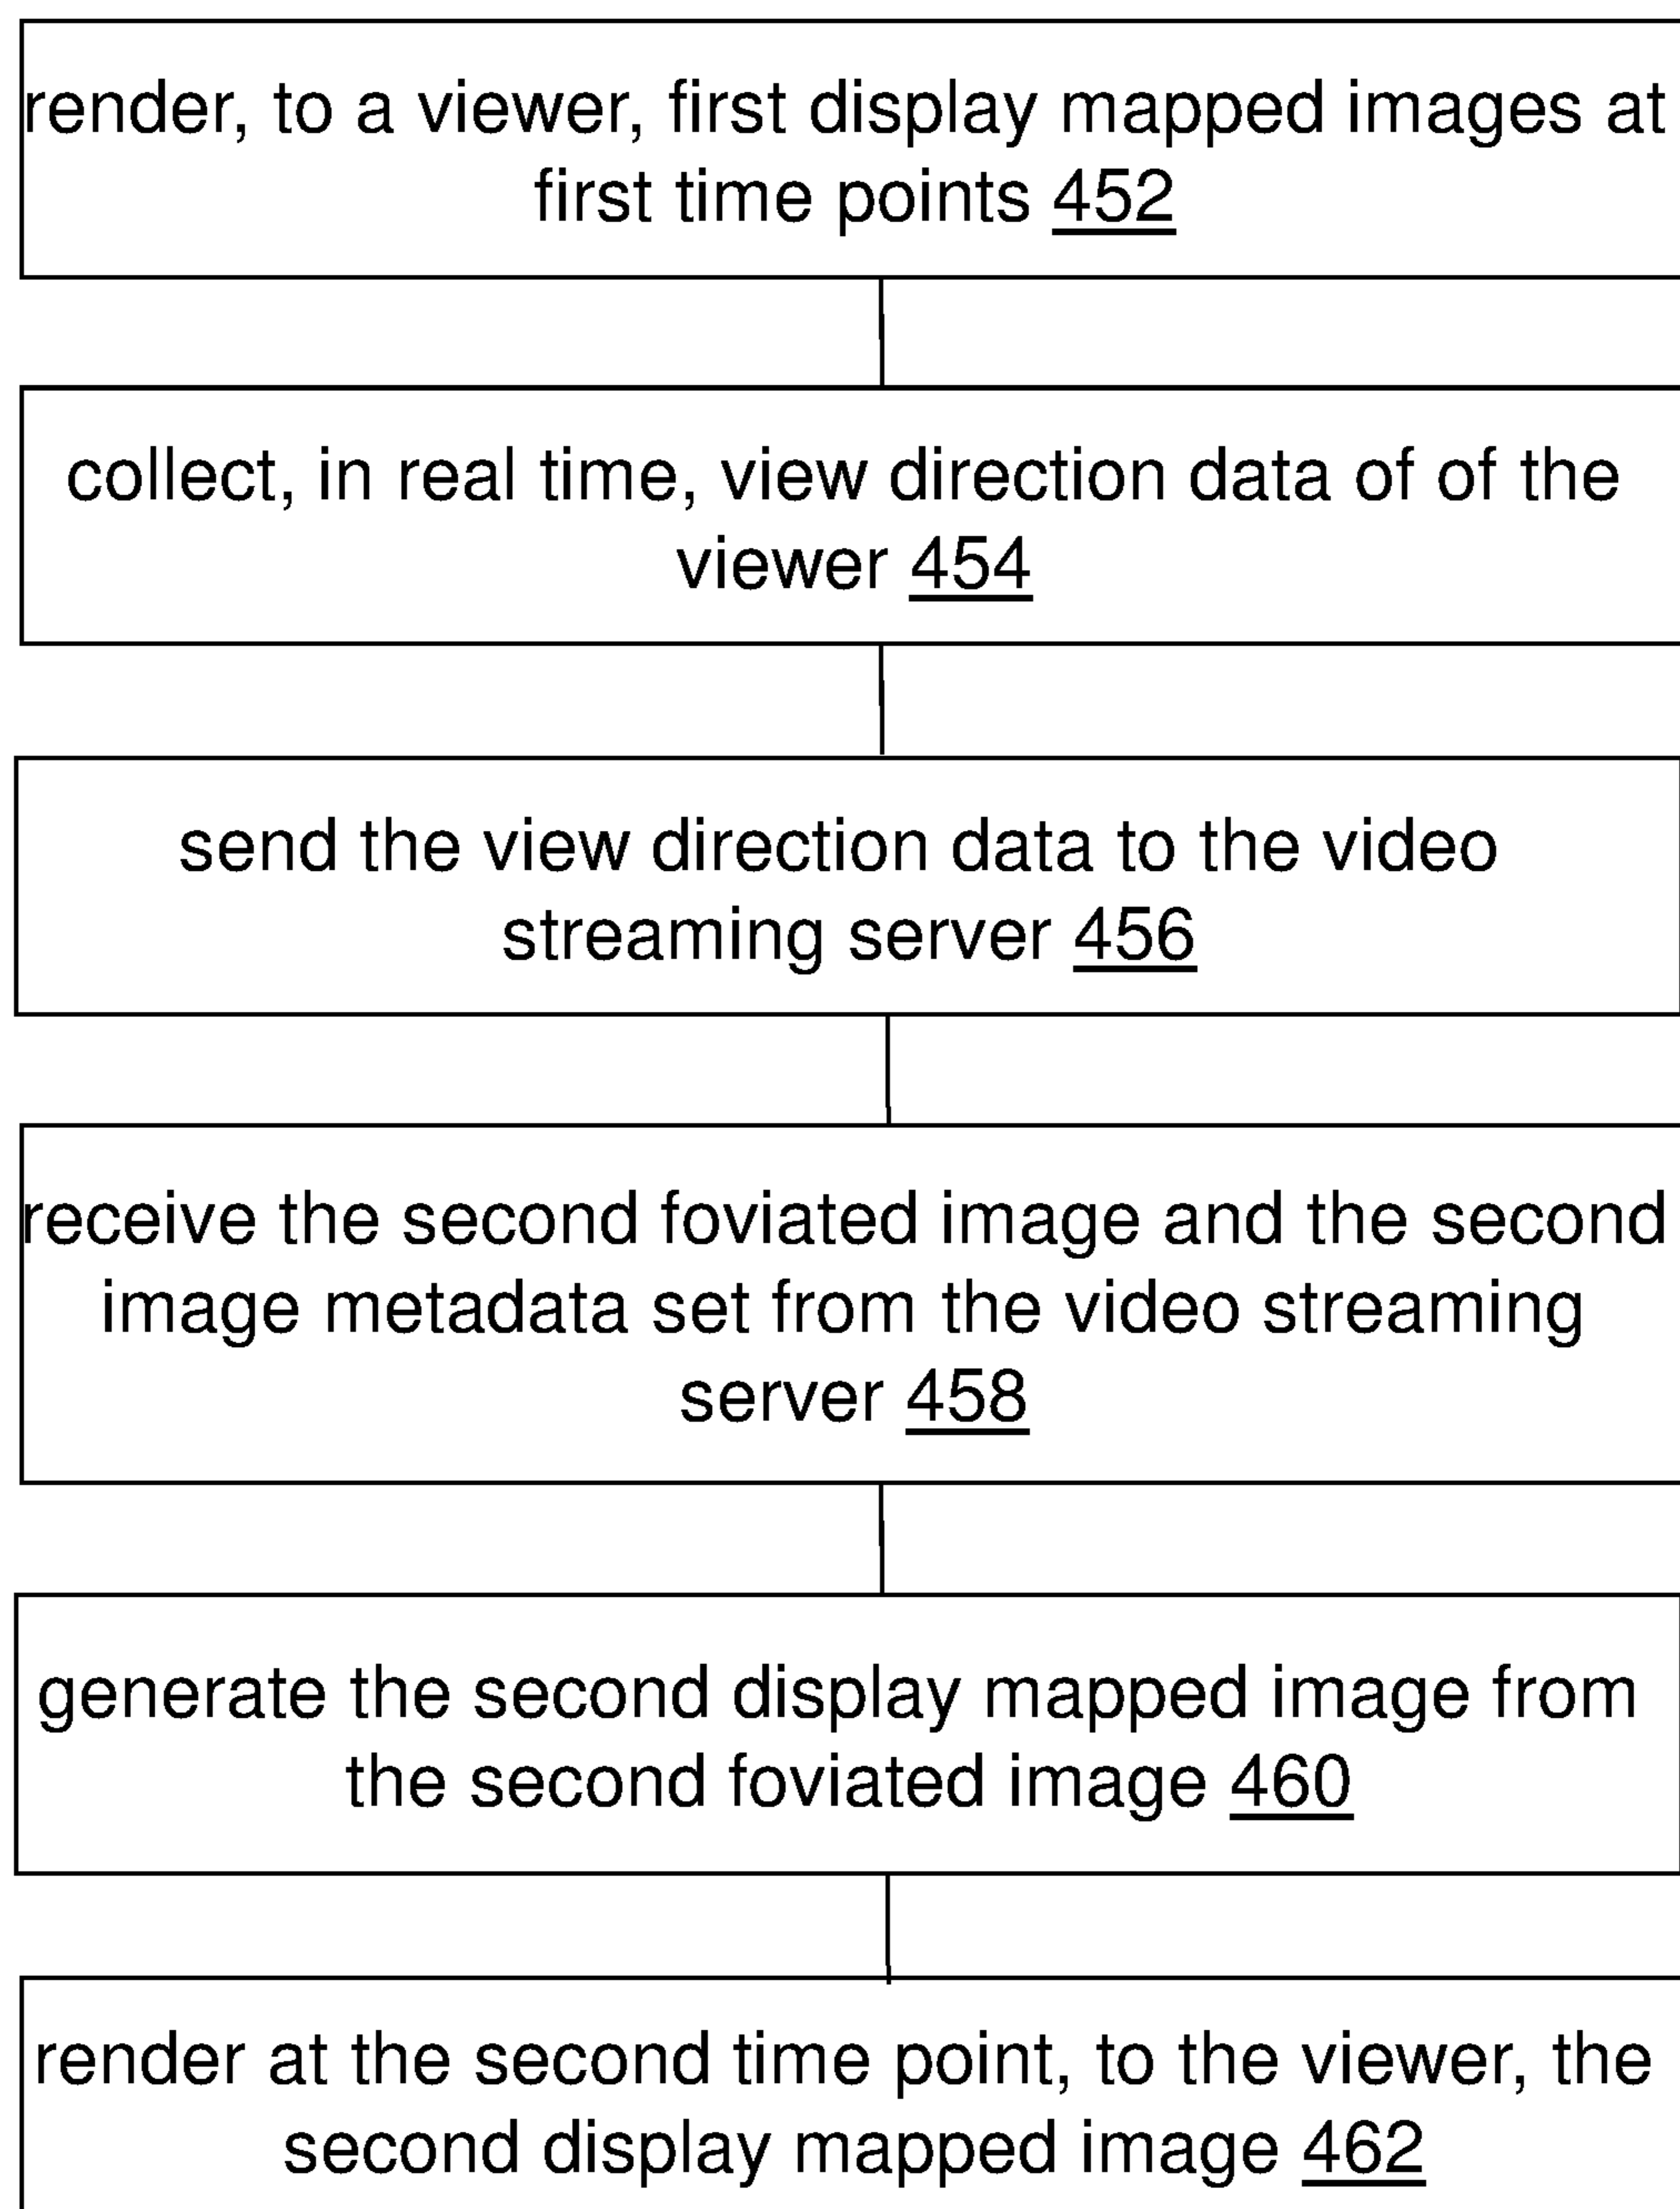 render, to a viewer, first display mapped images at
first time points 452
collect, in real time, view direction data of of the
viewer 454
send the view direction data to the video
streaming server 456
receive the second foviated image and the second
image metadata set from the video streaming
server 458
generate the second display mapped image from
the second foviated image 460
render at the second time point, to the viewer, the
second display mapped image 462